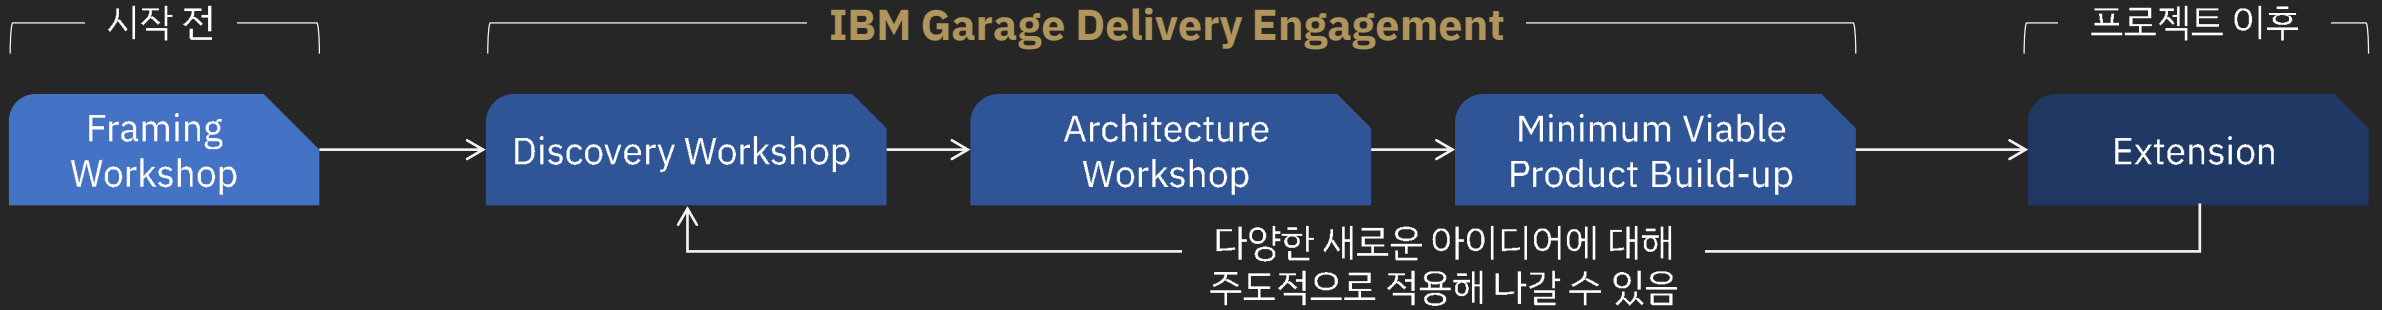 시작 전
IBM Garage Delivery Engagement
프로젝트 이후
Framing
Workshop
Discovery Workshop
Architecture
Workshop
Minimum Viable
Product Build-up
Extension
다양한 새로운 아이디어에 대해
주도적으로 적용해 나갈 수 있음